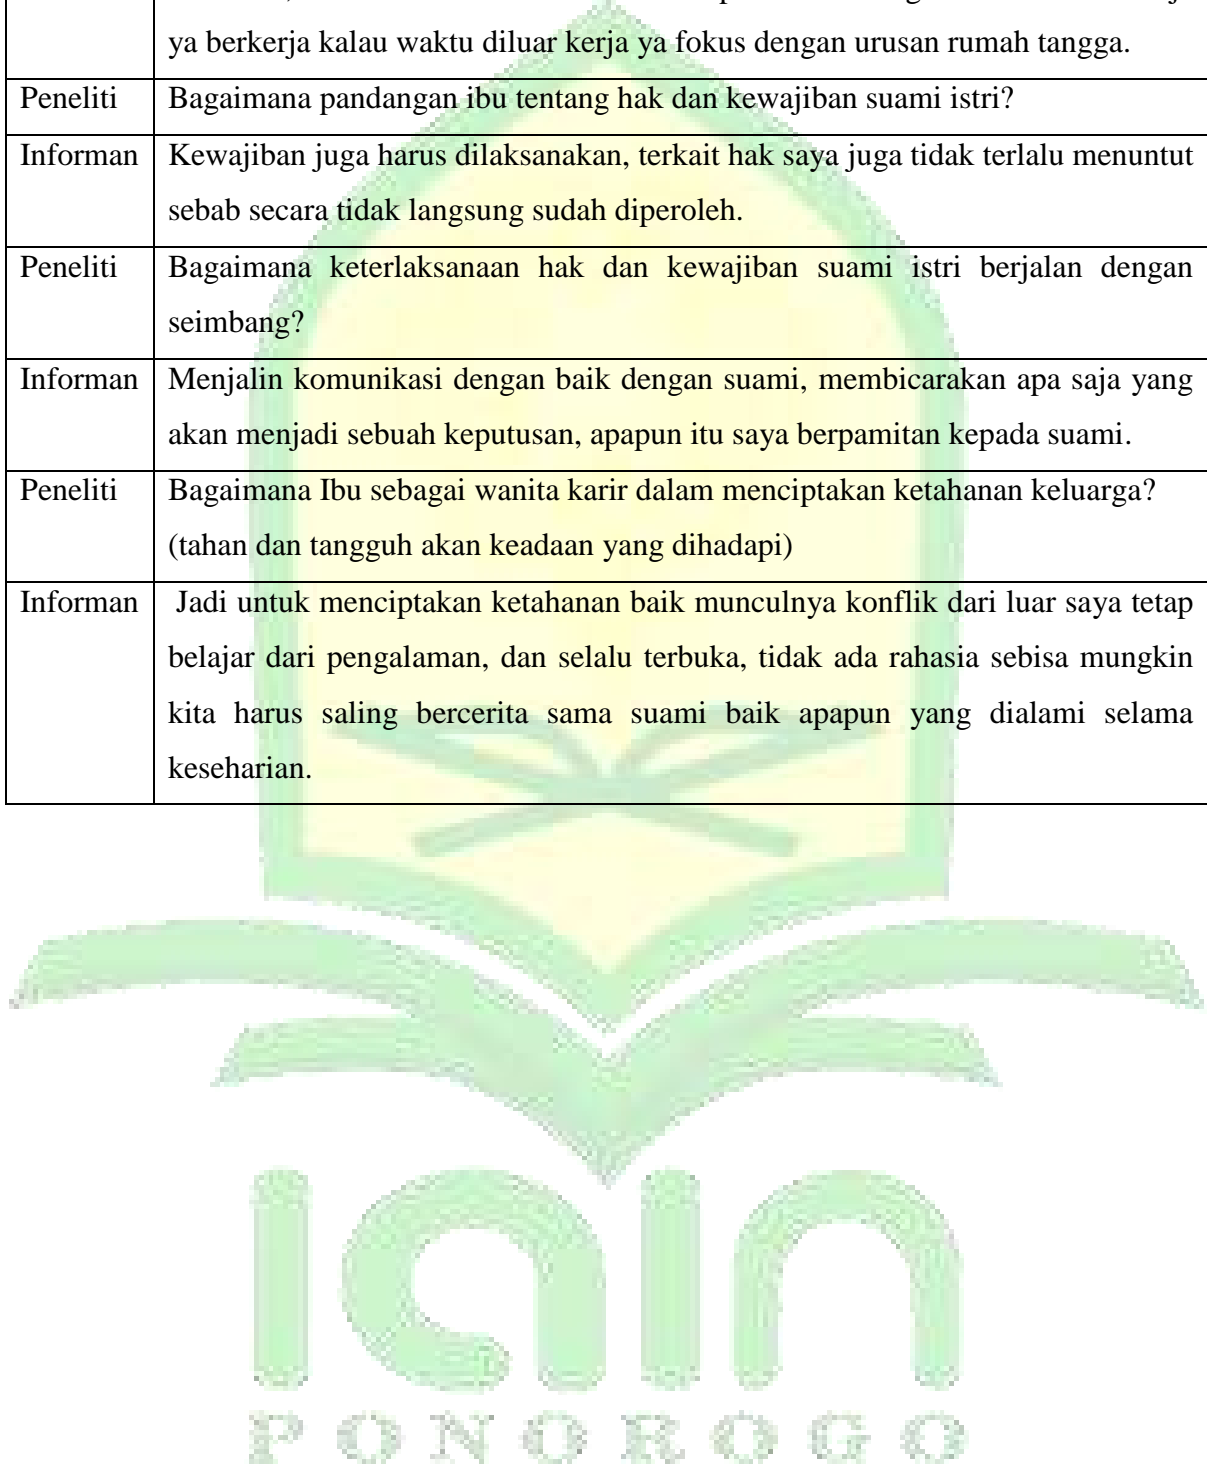 ya berkerja kalau waktu diluar kerja ya fokus dengan urusan rumah tangga.
Peneliti Bagaimana pandangan ibu tentang hak dan kewajiban suami istri?
Informan Kewajiban juga harus dilaksanakan, terkait hak saya juga tidak terlalu menuntut
sebab secara tidak langsung sudah diperoleh.
Peneliti Bagaimana keterlaksanaan hak dan kewajiban suami istri berjalan dengan
seimbang?
Informan Menjalin komunikasi dengan baik dengan suami, membicarakan apa saja yang
akan menjadi sebuah keputusan, apapun itu saya berpamitan kepada suami.
Peneliti Bagaimana Ibu sebagai wanita karir dalam menciptakan ketahanan keluarga?
(tahan dan tangguh akan keadaan yang dihadapi)
Informan Jadi untuk menciptakan ketahanan baik munculnya konflik dari luar saya tetap
belajar dari pengalaman, dan selalu terbuka, tidak ada rahasia sebisa mungkin
kita harus saling bercerita sama suami baik apapun yang dialami selama
keseharian.
iain
PONOROGO